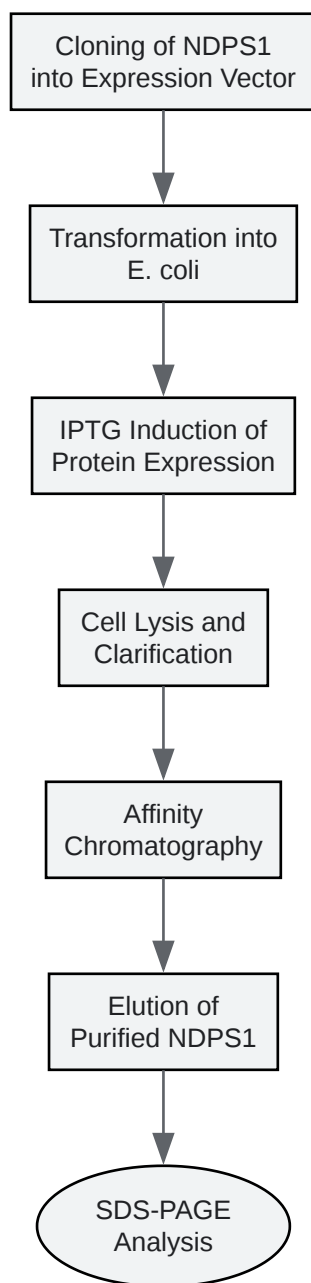 Cloning of NDPS1
into Expression Vector
Transformation into
E. coli
IPTG Induction of
Protein Expression
Cell Lysis and
Clarification
Affinity
Chromatography
Elution of
Purified NDPS1
SDS-PAGE
Analysis